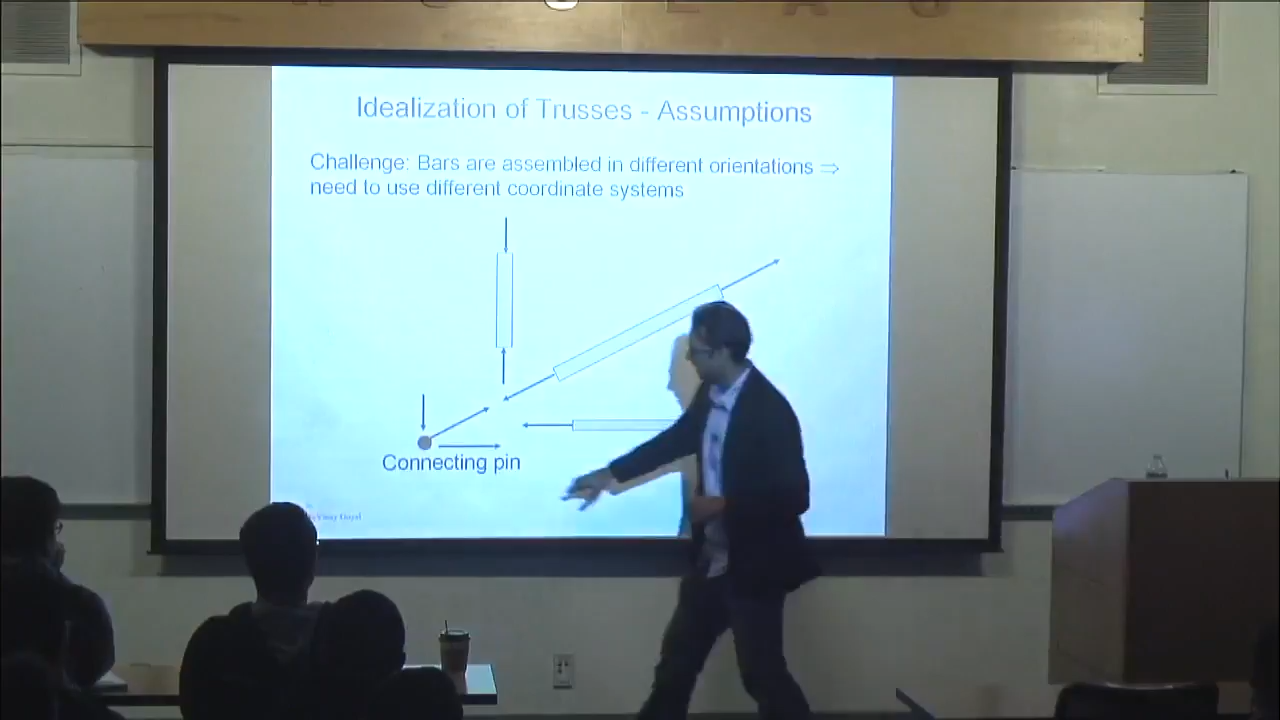 Idealization of Trusses - Assumptions
Challenge: Bars are assembled in different orientations ⇒
need to use different coordinate systems
Connecting pin